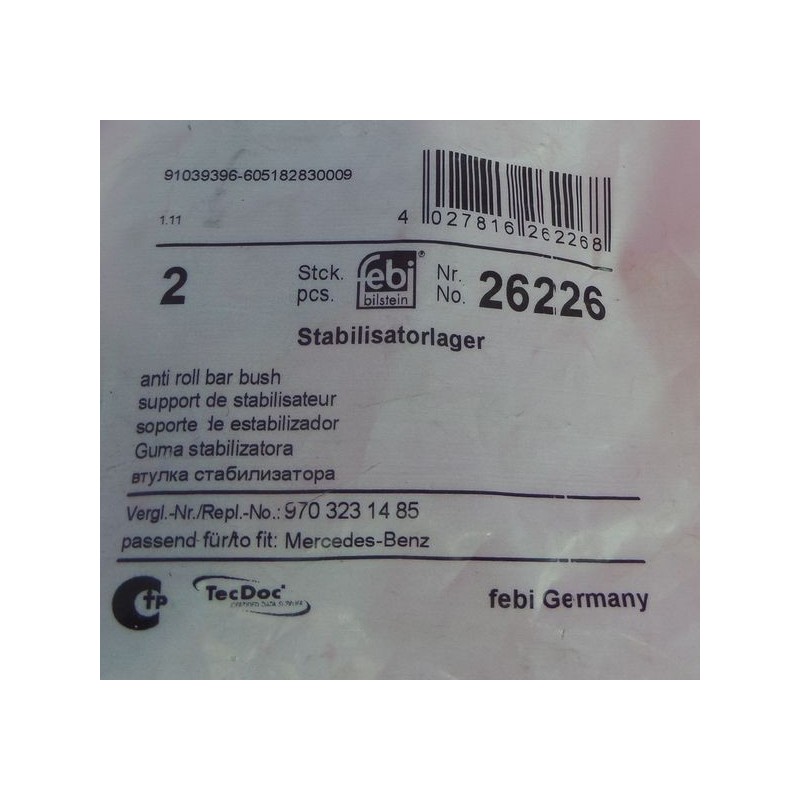 91039396-605182830009
1.11
4 027816 262268
2 Stck. pcs. febi bilstein ® Nr. No. 26226
Stabilisatorlager
anti roll bar bush
support de stabilisateur
soporte de estabilizador
Guma stabilizatora
втулка стабилизатора
Vergl.-Nr./Repl.-No.: 970 323 14 85
passend für/to fit: Mercedes-Benz
C tp TecDoc febi Germany